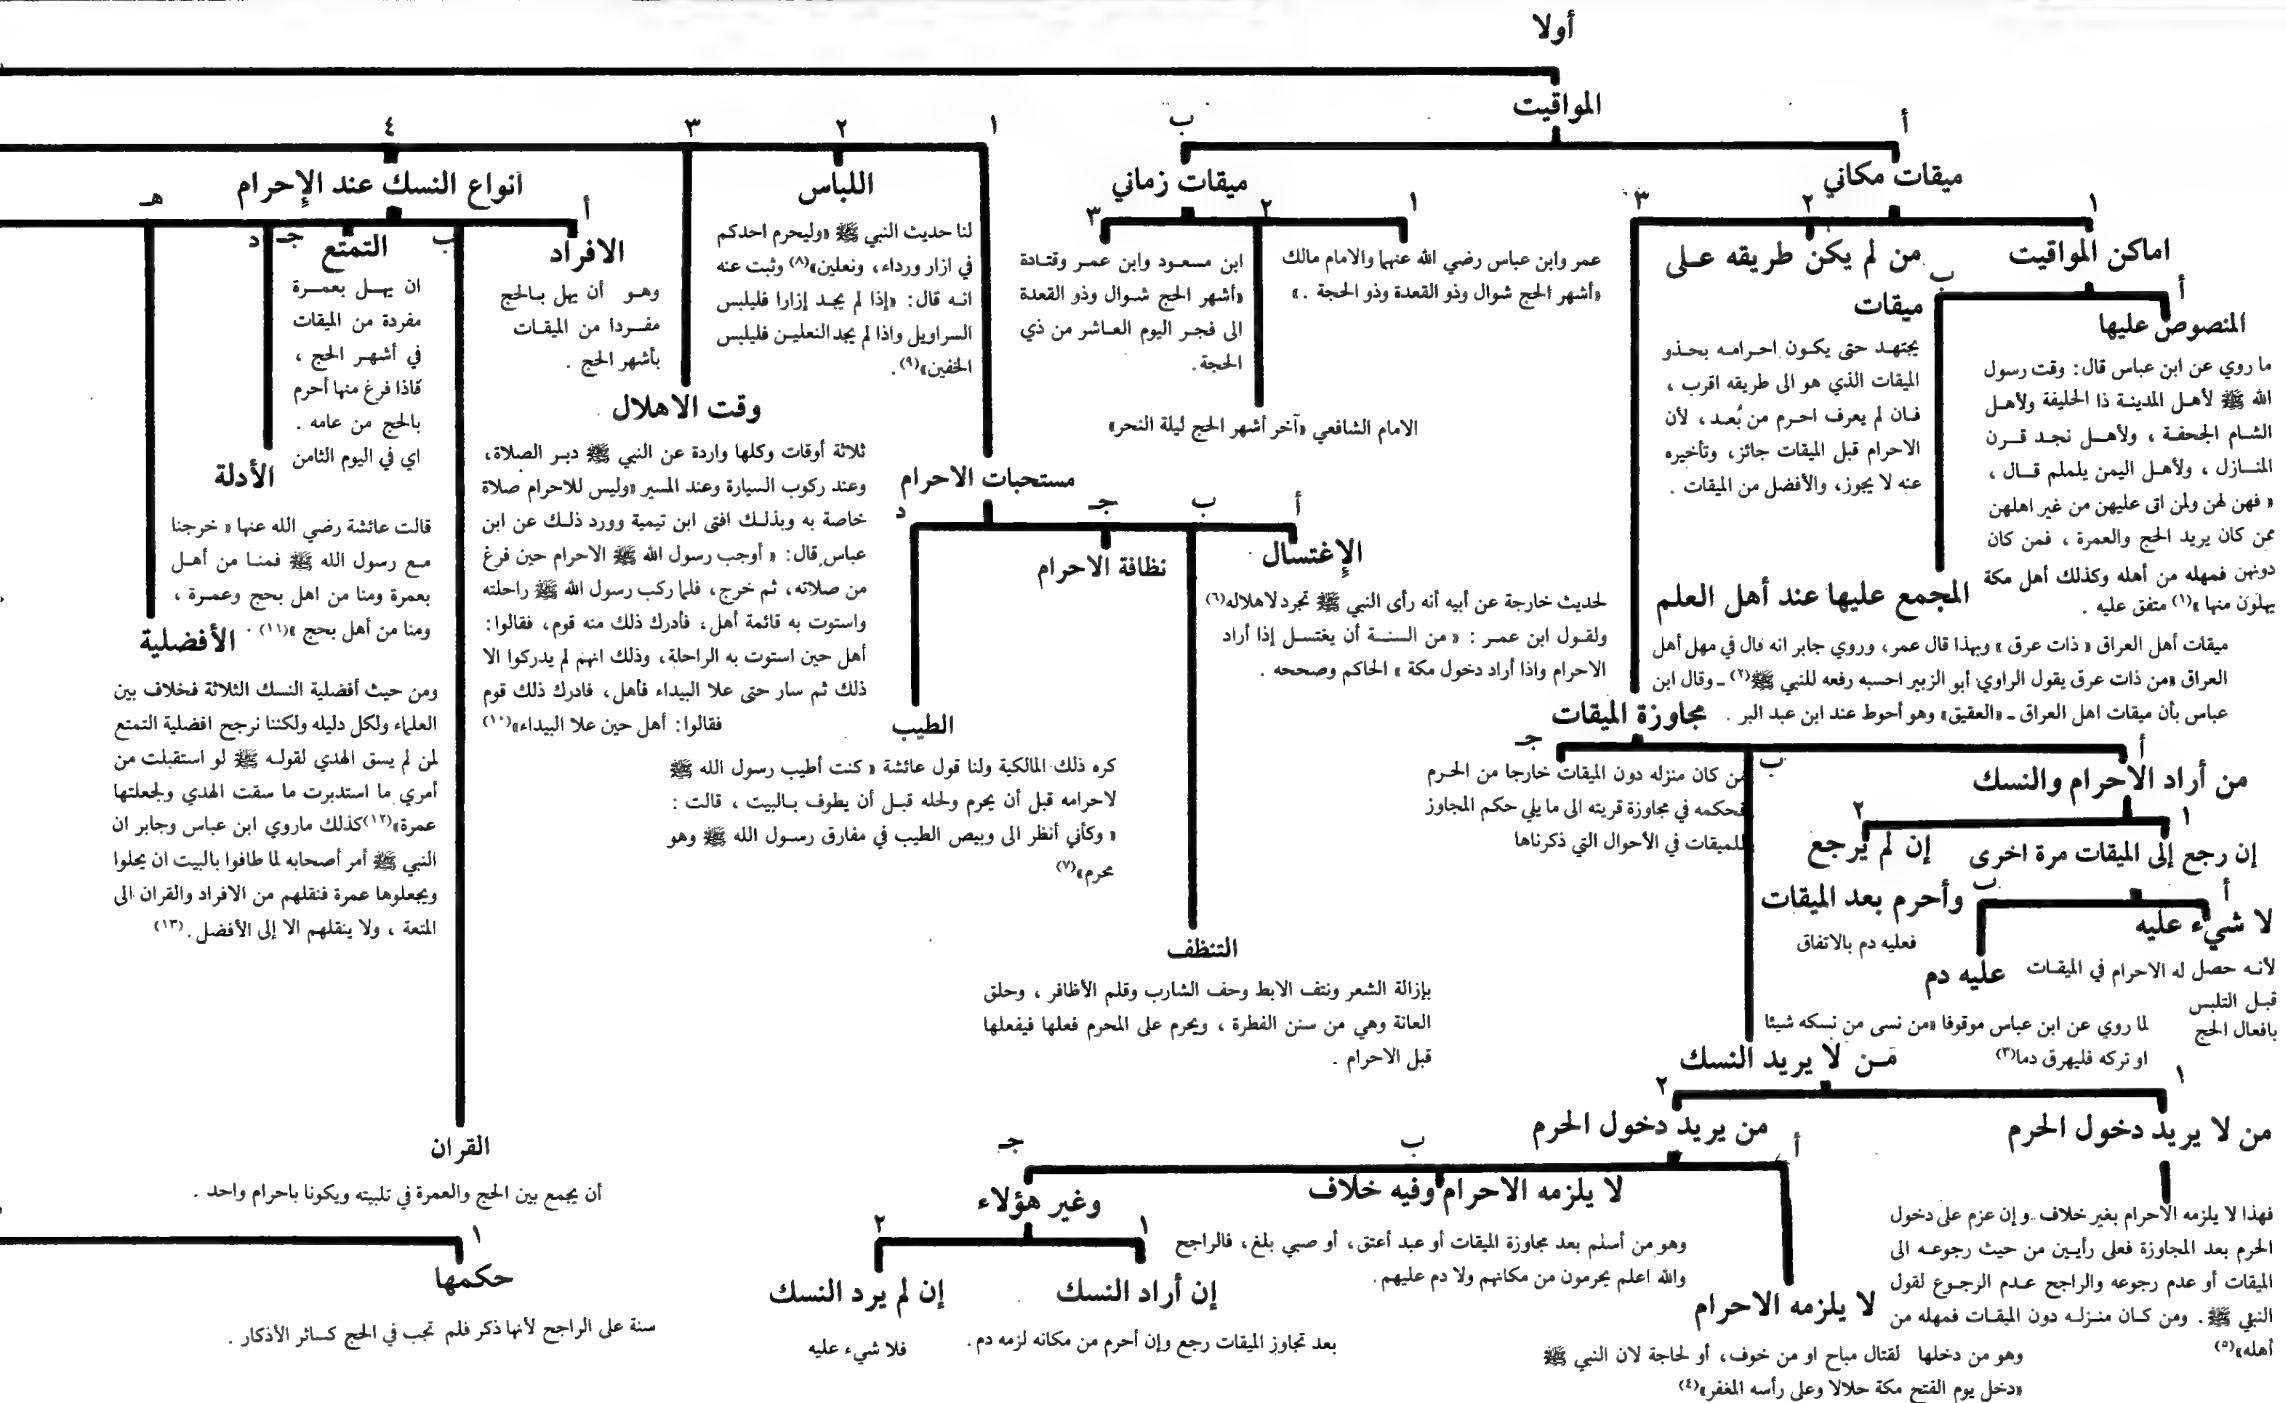 أولا
المواقيت
أ
ب
ميقات مكاني
١
٢
٣
اماكن المواقيت
أ
ب
المنصوص عليها
ما روي عن ابن عباس قال: وقت رسول
الله ﷺ لأهل المدينة ذا الحليفة ولأهل
الشام الجحفة ، ولأهل نجد قرن
المنازل ، ولأهل اليمن يلملم قال ،
« فهن لهن ولمن اتى عليهن من غير اهلهن
ممن كان يريد الحج والعمرة ، فمن كان
دونهن فمهله من أهله وكذلك أهل مكة
يهلون منها »(١) متفق عليه .
المجمع عليها عند أهل العلم
ميقات أهل العراق « ذات عرق » وبهذا قال عمر، وروي جابر انه قال في مهل أهل
العراق «من ذات عرق يقول الراوي أبو الزبير احسبه رفعه للنبي ﷺ(٢) ـ وقال ابن
عباس بأن ميقات اهل العراق ـ «العقيق» وهو أحوط عند ابن عبد البر .
من لم يكن طريقه على
ميقات
يجتهد حتى يكون احرامه بحذو
الميقات الذي هو الى طريقه اقرب ،
فان لم يعرف احرم من بُعد ، لأن
الاحرام قبل الميقات جائز، وتأخيره
عنه لا يجوز، والأفضل من الميقات .
مجاوزة الميقات
أ
ب
جـ
من أراد الاحرام والنسك
١
٢
إن رجع إلى الميقات مرة اخرى
أ
ب
لا شيء عليه
لأنه حصل له الاحرام في الميقات
قبل التلبس
بافعال الحج
عليه دم
لما روي عن ابن عباس موقوفا «من نسى من نسكه شيئا
او تركه فليهرق دما(٣)
إن لم يرجع
وأحرم بعد الميقات
فعليه دم بالاتفاق
من كان منزله دون الميقات خارجا من الحرم
فحكمه في مجاوزة قريته الى ما يلي حكم المجاوز
للميقات في الأحوال التي ذكرناها
من لا يريد النسك
١
٢
من لا يريد دخول الحرم
فهذا لا يلزمه الاحرام بغير خلاف وإن عزم على دخول
الحرم بعد المجاوزة فعلى رأيين من حيث رجوعه الى
الميقات أو عدم رجوعه والراجح عدم الرجوع لقول
النبي ﷺ . ومن كان منزله دون الميقات فمهله من
أهله»(٥)
من يريد دخول الحرم
أ
ب
جـ
لا يلزمه الاحرام
وهو من دخلها لقتال مباح او من خوف، أو لحاجة لان النبي ﷺ
«دخل يوم الفتح مكة حلالا وعلى رأسه المغفر»(٤)
لا يلزمه الاحرام وفيه خلاف
وهو من أسلم بعد مجاوزة الميقات أو عبد أعتق، أو صبي بلغ، فالراجح
والله اعلم يحرمون من مكانهم ولا دم عليهم .
وغير هؤلاء
١
٢
إن أراد النسك
بعد تجاوز الميقات رجع وإن أحرم من مكانه لزمه دم .
إن لم يرد النسك
فلا شيء عليه
ميقات زماني
١
٢
٣
عمر وابن عباس رضي الله عنهما والامام مالك
«أشهر الحج شوال وذو القعدة وذو الحجة .»
الامام الشافعي «آخر أشهر الحج ليلة النحر»
ابن مسعود وابن عمر وقتادة
«أشهر الحج شوال وذو القعدة
الى فجر اليوم العاشر من ذي
الحجة .
١
٢
٣
٤
مستحبات الاحرام
أ
ب
جـ
د
الإغتسال
لحديث خارجة عن أبيه أنه رأى النبي ﷺ تجرد لاهلاله(٦)
ولقول ابن عمر : « من السنة أن يغتسل إذا أراد
الاحرام واذا أراد دخول مكة » الحاكم وصححه .
التنظف
بإزالة الشعر ونتف الابط وحف الشارب وقلم الأظافر ، وحلق
العانة وهي من سنن الفطرة ، ويحرم على المحرم فعلها فيفعلها
قبل الاحرام .
نظافة الاحرام
الطيب
كره ذلك المالكية ولنا قول عائشة « كنت أطيب رسول الله ﷺ
لاحرامه قبل أن يحرم ولحله قبل أن يطوف بالبيت ، قالت :
« وكأني أنظر الى وبيص الطيب في مفارق رسول الله ﷺ وهو
محرم»(٧)
اللباس
لنا حديث النبي ﷺ «وليحرم احدكم
في ازار ورداء، ونعلين»(٨) وثبت عنه
انه قال: «إذا لم يجد إزارا فليلبس
السراويل واذا لم يجد النعلين فليلبس
الخفين»(٩).
وقت الاهلال
ثلاثة أوقات وكلها واردة عن النبي ﷺ دبر الصلاة،
وعند ركوب السيارة وعند المسير «وليس للاحرام صلاة
خاصة به وبذلك افتى ابن تيمية وورد ذلك عن ابن
عباس قال: « أوجب رسول الله ﷺ الاحرام حين فرغ
من صلاته، ثم خرج، فلما ركب رسول الله ﷺ راحلته
واستوت به قائمة أهل، فأدرك ذلك منه قوم، فقالوا:
أهل حين استوت به الراحلة، وذلك انهم لم يدركوا الا
ذلك ثم سار حتى علا البيداء فأهل، فادرك ذلك قوم
فقالوا: أهل حين علا البيداء»(١٠)
أنواع النسك عند الإحرام
أ
ب
جـ
د
هـ
الافراد
وهو أن يهل بالحج
مفردا من الميقات
بأشهر الحج .
القران
أن يجمع بين الحج والعمرة في تلبيته ويكونا باحرام واحد .
التمتع
ان يهل بعمرة
مفردة من الميقات
في أشهر الحج ،
فاذا فرغ منها أحرم
بالحج من عامه .
اي في اليوم الثامن
الأدلة
قالت عائشة رضي الله عنها « خرجنا
مع رسول الله ﷺ فمنا من أهل
بعمرة ومنا من اهل بحج وعمرة ،
ومنا من أهل بحج »(١١) .
الأفضلية
ومن حيث أفضلية النسك الثلاثة فخلاف بين
العلماء ولكل دليله ولكننا نرجح افضلية التمتع
لمن لم يسق الهدي لقوله ﷺ لو استقبلت من
أمري ما استدبرت ما سقت الهدي ولجعلتها
عمرة»(١٢) كذلك ماروي ابن عباس وجابر ان
النبي ﷺ أمر أصحابه لما طافوا بالبيت ان يحلوا
ويجعلوها عمرة فنقلهم من الافراد والقران الى
المتعة ، ولا ينقلهم الا إلى الأفضل .(١٣)
١
حكمها
سنة على الراجح لأنها ذكر فلم تجب في الحج كسائر الأذكار .